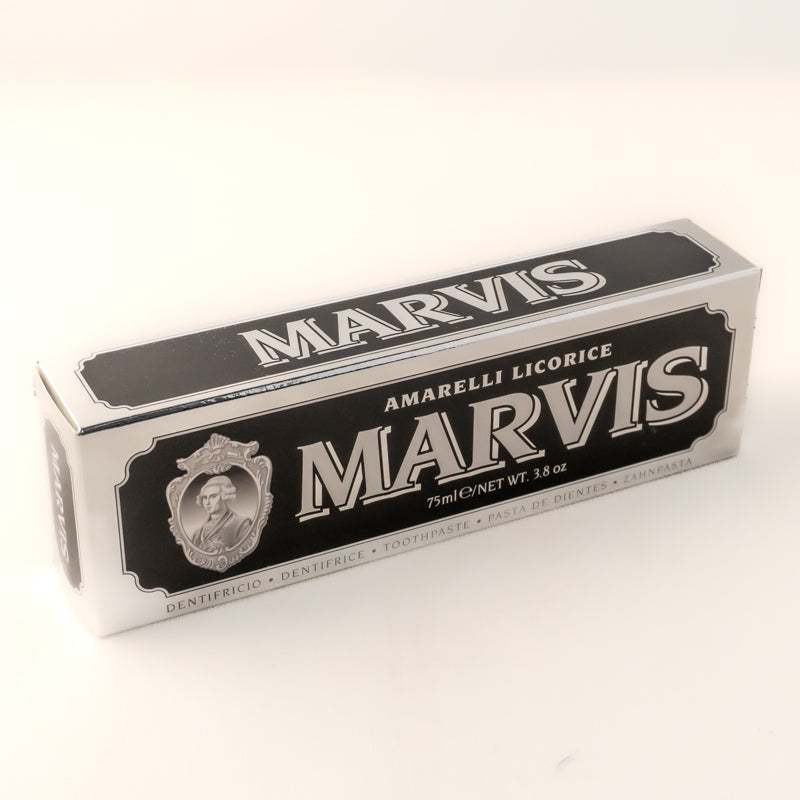 MARVIS
AMARELLI LICORICE
MARVIS
75ml ℮/NET WT. 3.8 oz
DENTIFRICIO • DENTIFRICE • TOOTHPASTE • PASTA DE DIENTES • ZAHNPASTA
MARVIS